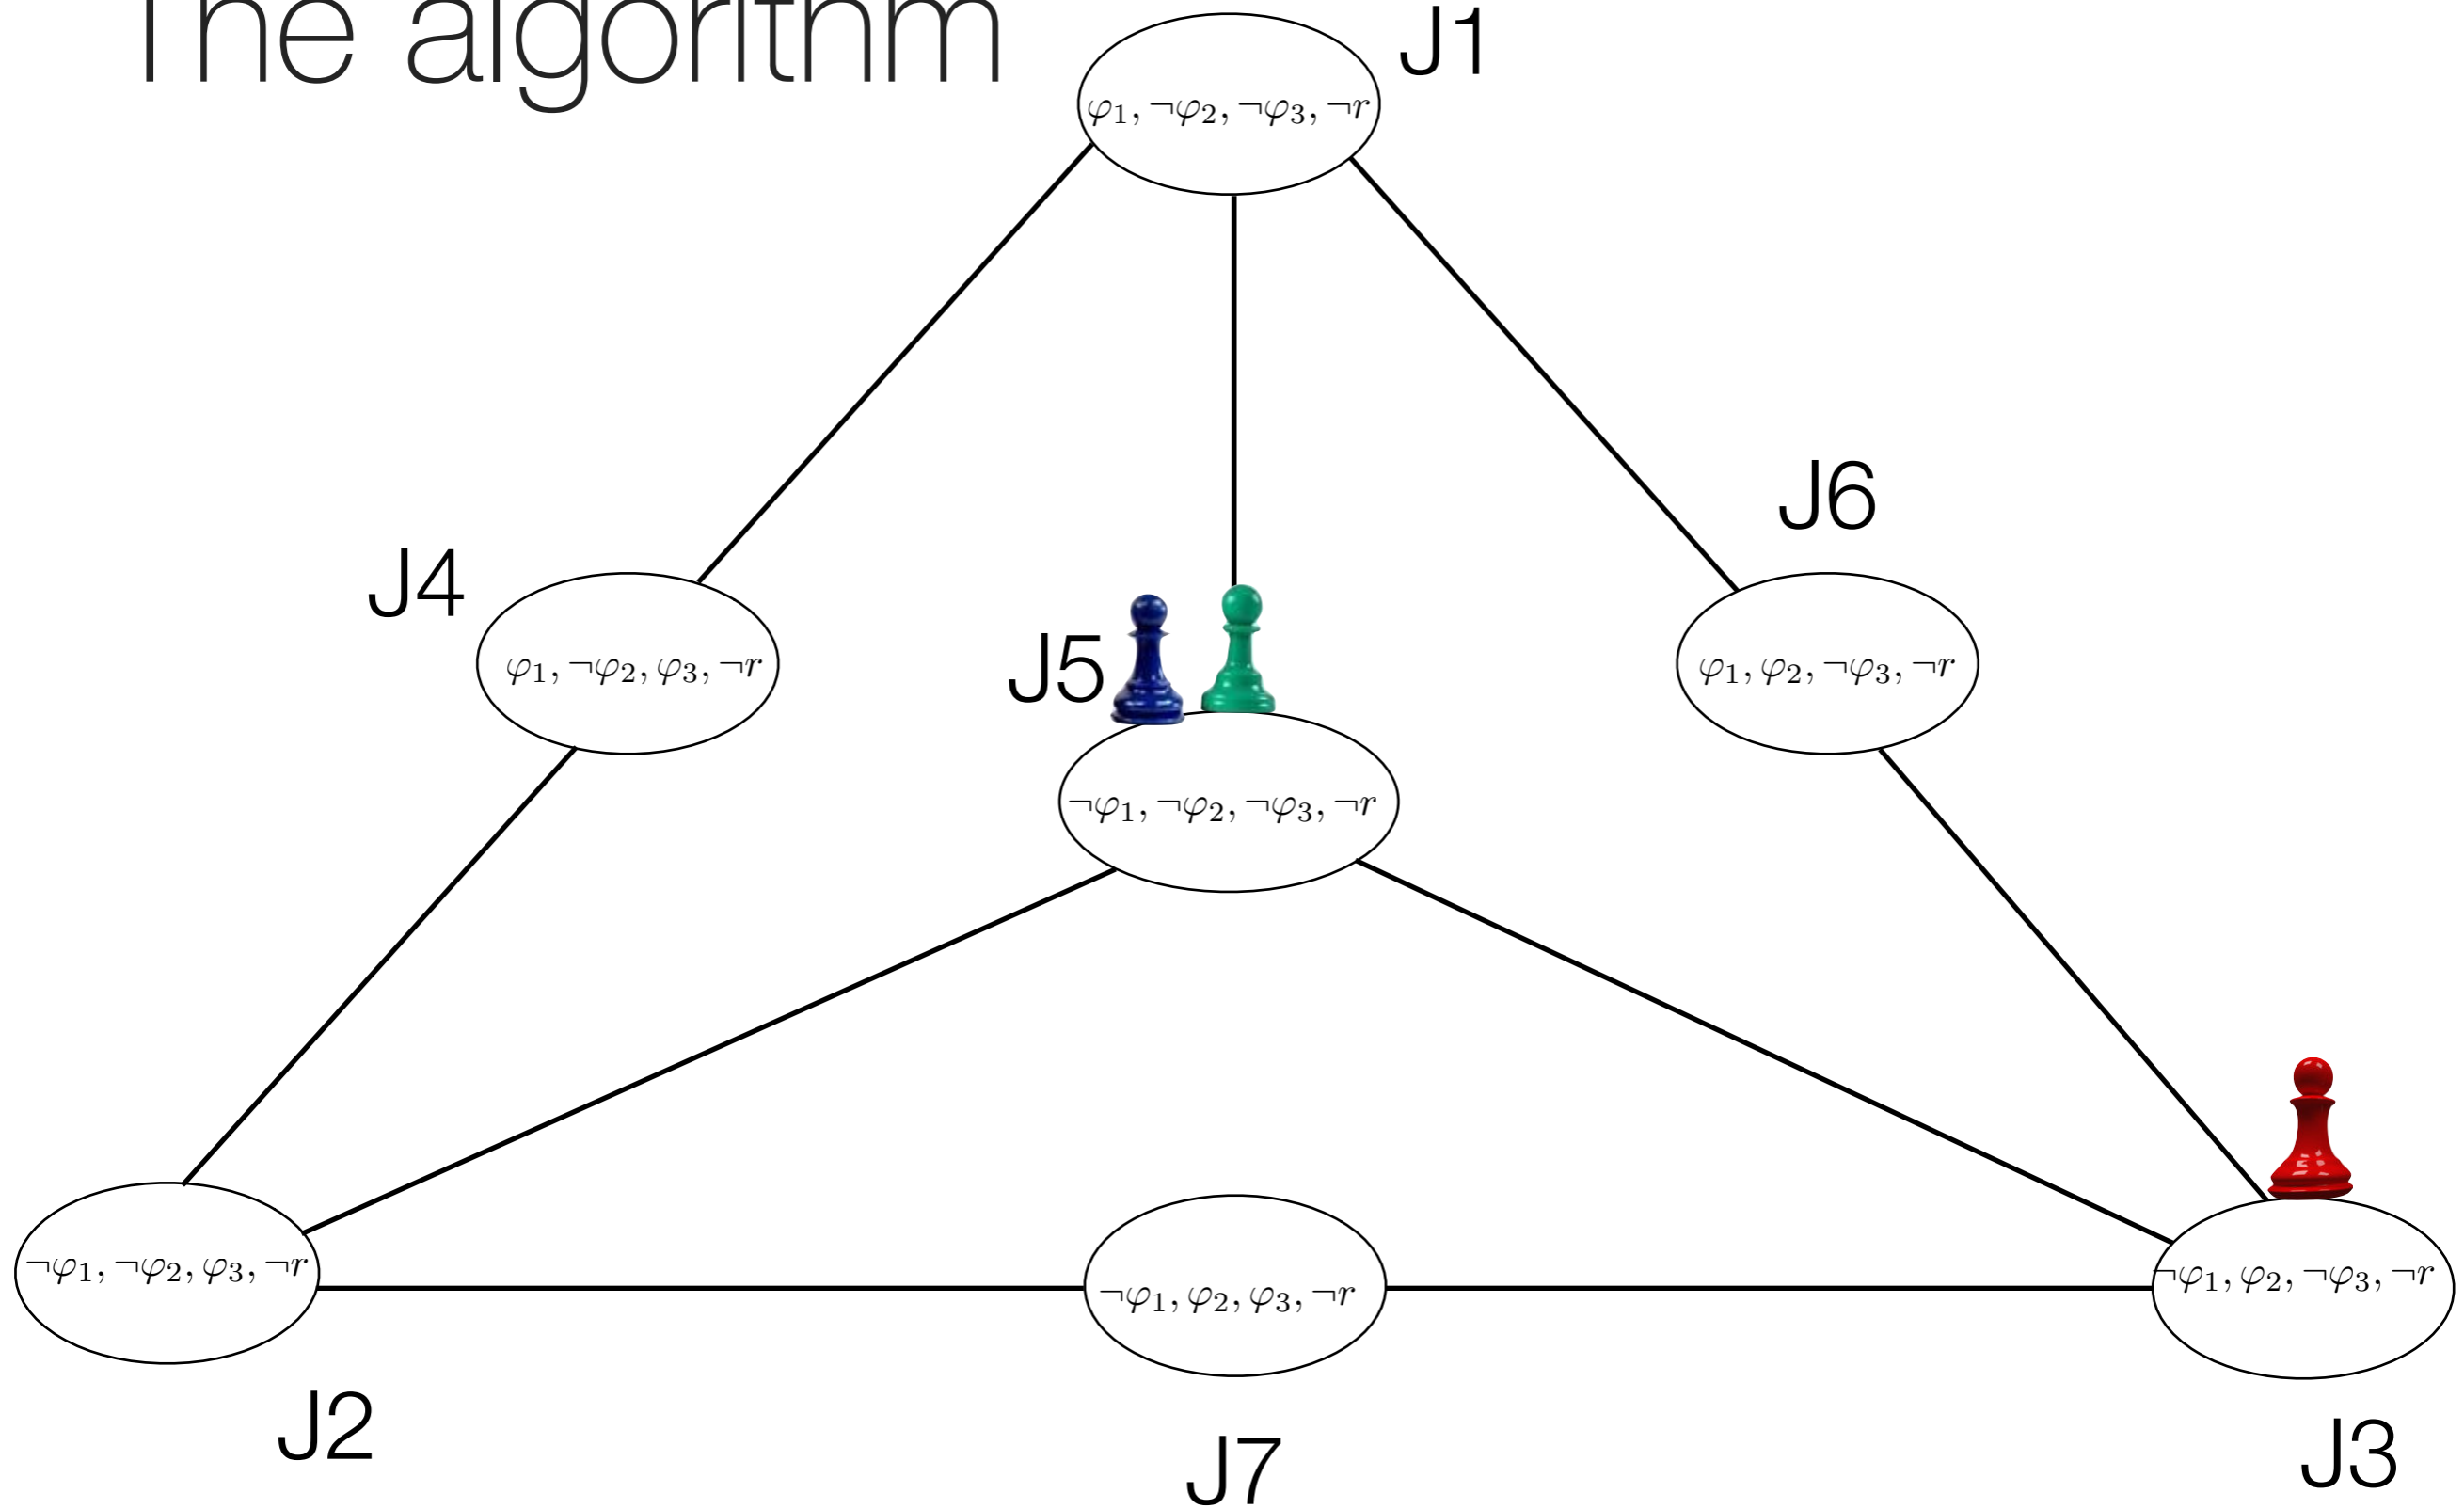 The algorithm
J1
φ₁, ¬φ₂, ¬φ₃, ¬r
J6
J4
φ₁, ¬φ₂, φ₃, ¬r
J5
φ₁, φ₂, ¬φ₃, ¬r
¬φ₁, ¬φ₂, ¬φ₃, ¬r
¬φ₁, ¬φ₂, φ₃, ¬r
¬φ₁, φ₂, φ₃, ¬r
¬φ₁, φ₂, ¬φ₃, ¬r
J2
J7
J3